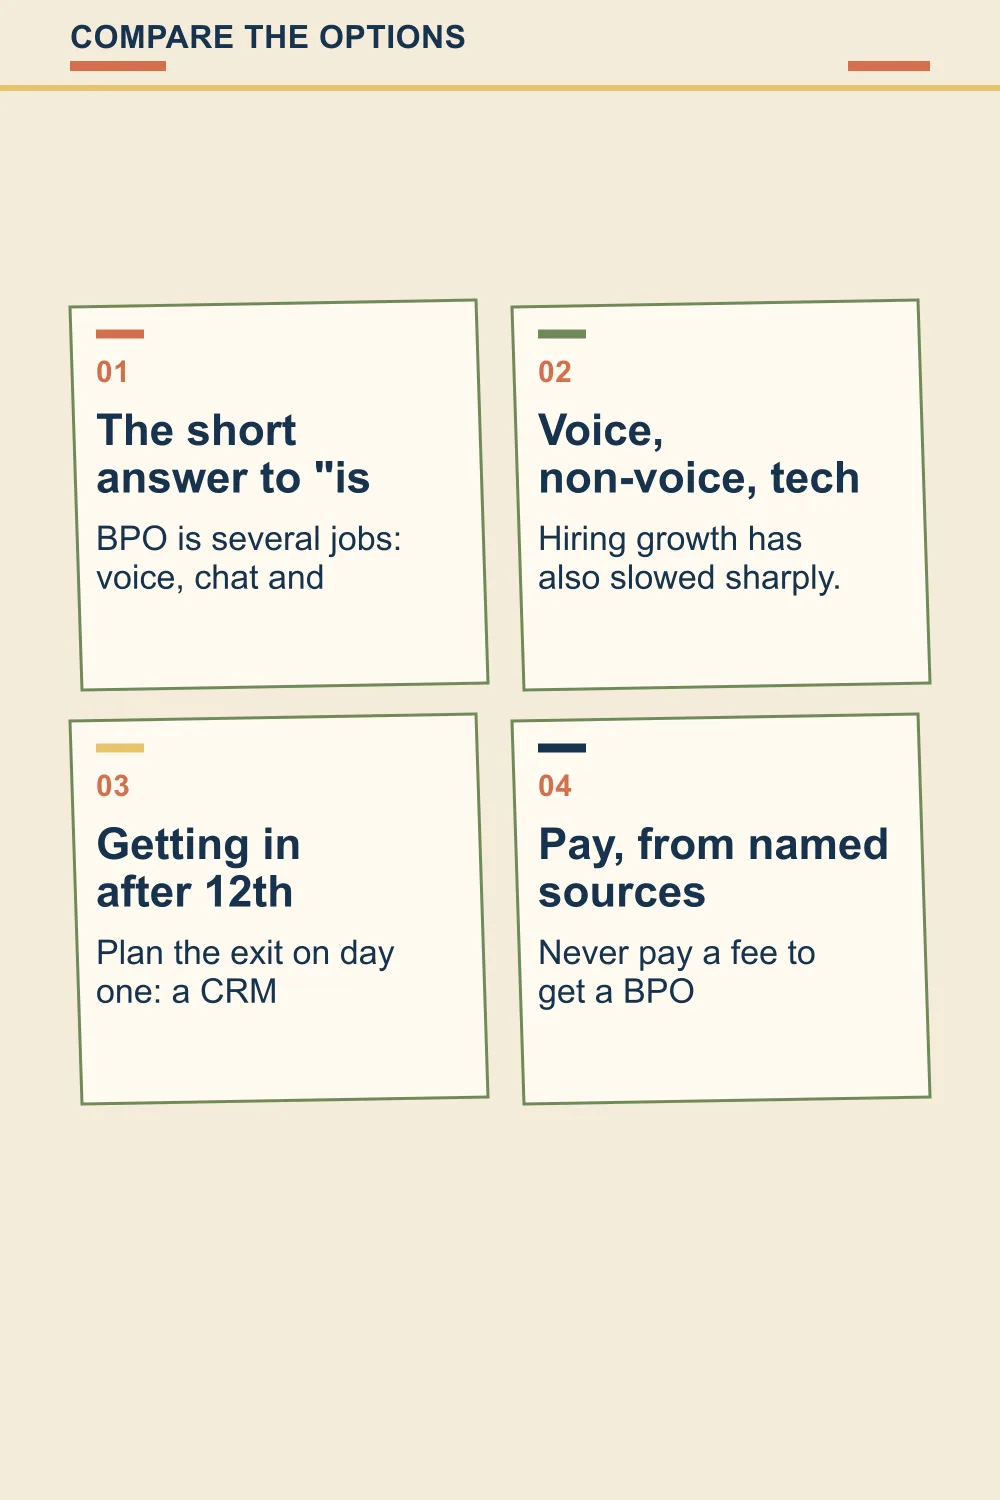 COMPARE THE OPTIONS
01
The short
answer to "is
BPO is several jobs:
voice, chat and
02
Voice,
non-voice, tech
Hiring growth has
also slowed sharply.
03
Getting in
after 12th
Plan the exit on day
one: a CRM
04
Pay, from named
sources
Never pay a fee to
get a BPO